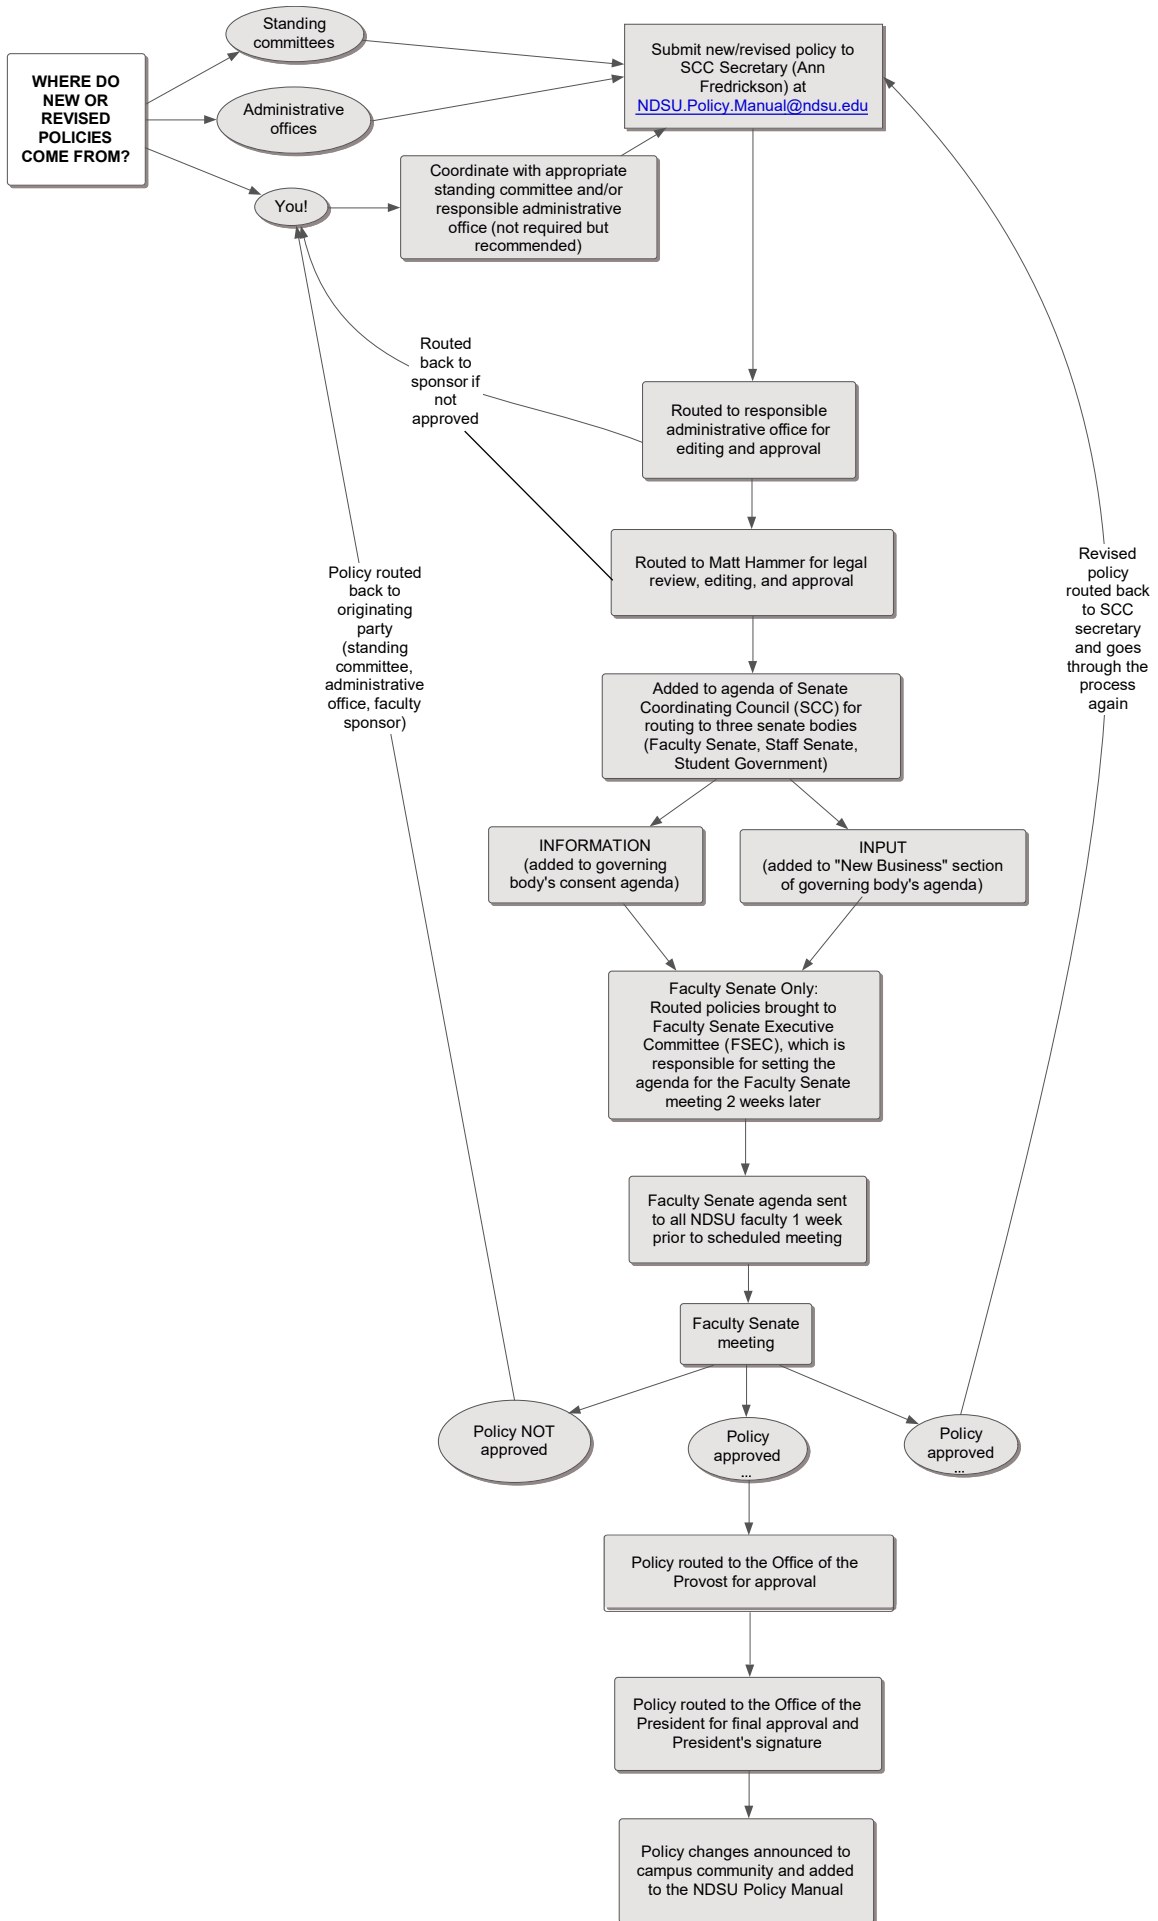 Standing
committees
WHERE DO
NEW OR
REVISED
POLICIES
COME FROM?
Administrative
offices
You!
Submit new/revised policy to
SCC Secretary (Ann
Fredrickson) at
NDSU.Policy.Manual@ndsu.edu
Coordinate with appropriate
standing committee and/or
responsible administrative
office (not required but
recommended)
Routed
back to
sponsor if
not
approved
Routed to responsible
administrative office for
editing and approval
Routed to Matt Hammer for legal
review, editing, and approval
Policy routed
back to
originating
party
(standing
committee,
administrative
office, faculty
sponsor)
Revised
policy
routed back
to SCC
secretary
and goes
through the
process
again
Added to agenda of Senate
Coordinating Council (SCC) for
routing to three senate bodies
(Faculty Senate, Staff Senate,
Student Government)
INFORMATION
(added to governing
body's consent agenda)
INPUT
(added to "New Business" section
of governing body's agenda)
Faculty Senate Only:
Routed policies brought to
Faculty Senate Executive
Committee (FSEC), which is
responsible for setting the
agenda for the Faculty Senate
meeting 2 weeks later
Faculty Senate agenda sent
to all NDSU faculty 1 week
prior to scheduled meeting
Faculty Senate
meeting
Policy NOT
approved
Policy
approved
...
Policy
approved
...
Policy routed to the Office of the
Provost for approval
Policy routed to the Office of the
President for final approval and
President's signature
Policy changes announced to
campus community and added
to the NDSU Policy Manual